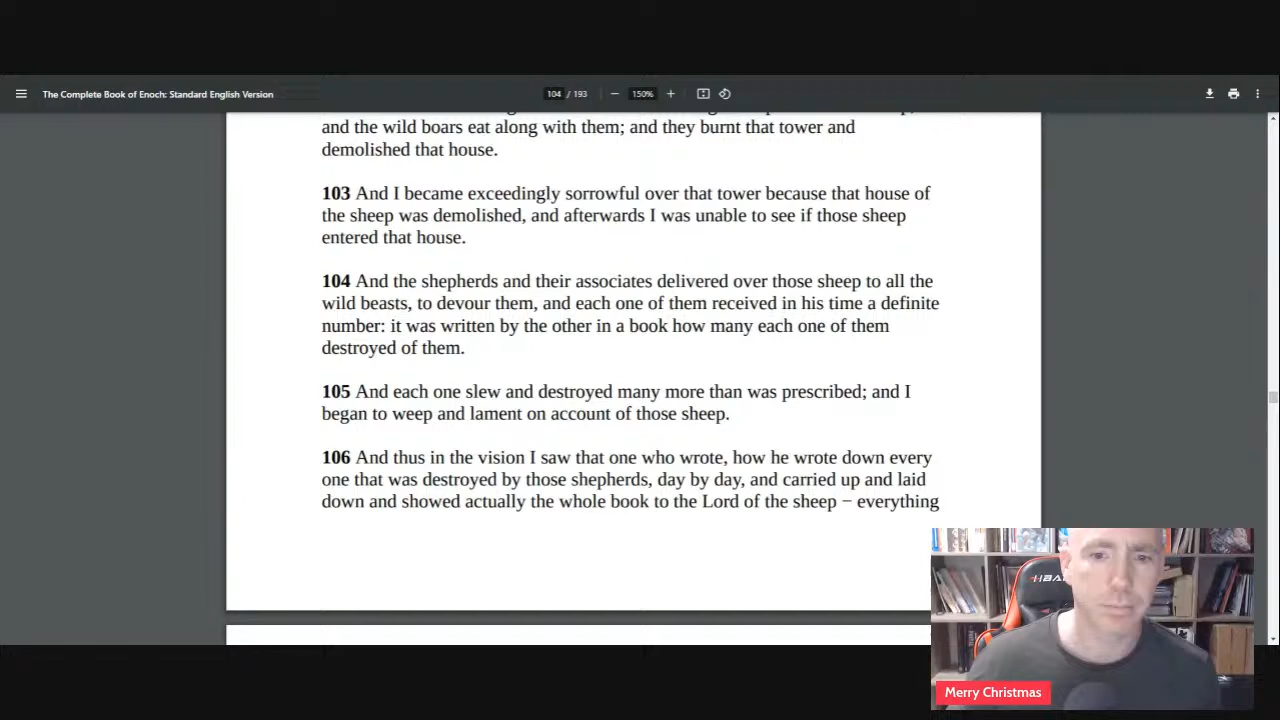 The Complete Book of Enoch: Standard English Version
104 / 193
150%
and the wild boars eat along with them; and they burnt that tower and
demolished that house.
103 And I became exceedingly sorrowful over that tower because that house of
the sheep was demolished, and afterwards I was unable to see if those sheep
entered that house.
104 And the shepherds and their associates delivered over those sheep to all the
wild beasts, to devour them, and each one of them received in his time a definite
number: it was written by the other in a book how many each one of them
destroyed of them.
105 And each one slew and destroyed many more than was prescribed; and I
began to weep and lament on account of those sheep.
106 And thus in the vision I saw that one who wrote, how he wrote down every
one that was destroyed by those shepherds, day by day, and carried up and laid
down and showed actually the whole book to the Lord of the sheep − everything
Merry Christmas